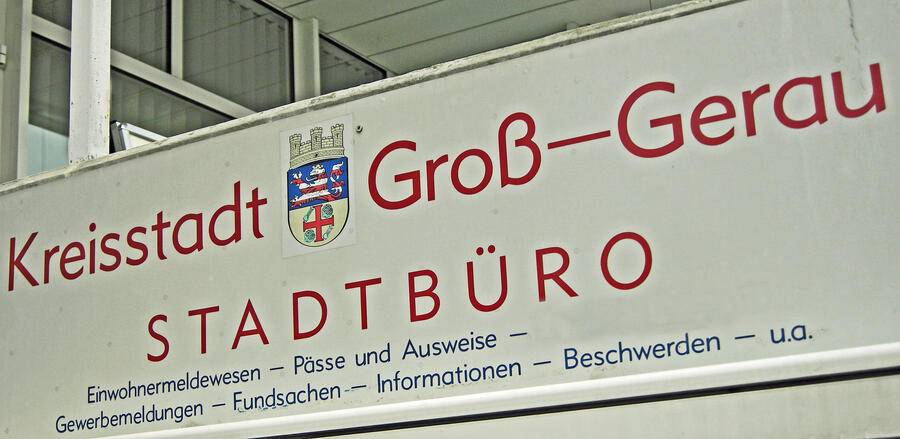 Kreisstadt Groß-Gerau
STADTBÜRO
Einwohnermeldewesen - Pässe und Ausweise -
Gewerbemeldungen - Fundsachen - Informationen - Beschwerden - u.a.